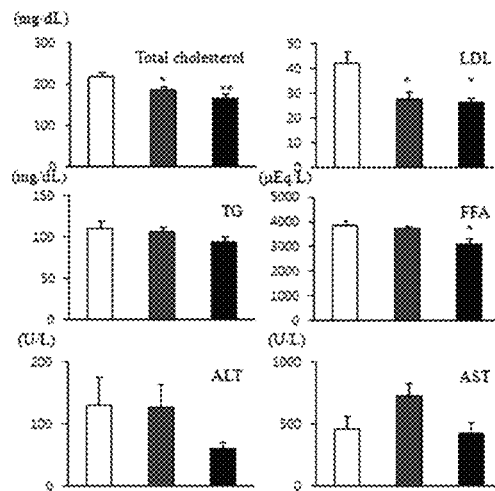 (mg/dL)
300
200
100
0
Total cholesterol
*
**
50
40
30
20
10
0
LDL
*
*
(mg/dL)
150
100
50
0
TG
(μEq/L)
5000
4000
3000
2000
1000
0
FFA
*
(U/L)
200
100
0
ALT
(U/L)
1000
500
0
AST